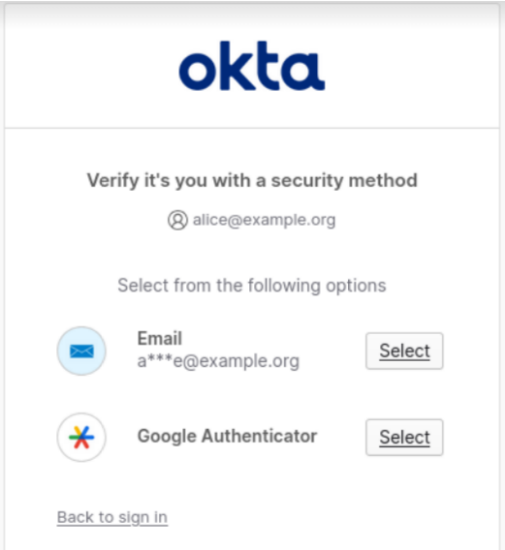 okta
Verify it's you with a security method
alice@example.org
Select from the following options
Email
a***e@example.org
Select
Google Authenticator
Select
Back to sign in